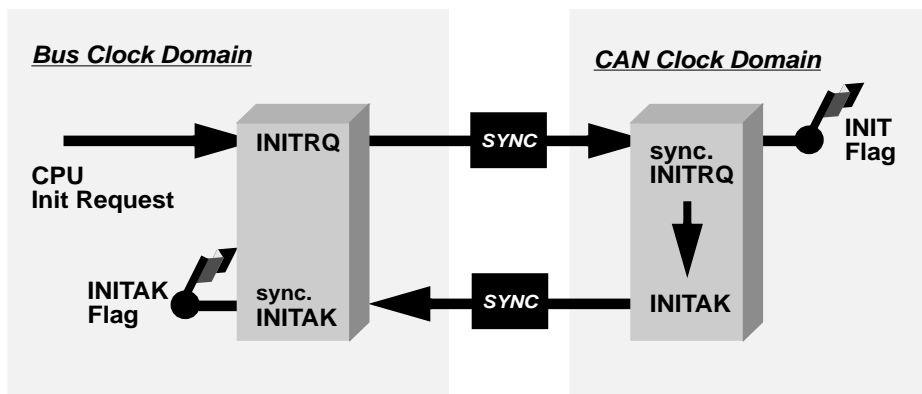 Bus Clock Domain
CAN Clock Domain
CPU
Init Request
INITRQ
SYNC
sync.
INITRQ
INIT
Flag
INITAK
Flag
sync.
INITAK
SYNC
INITAK